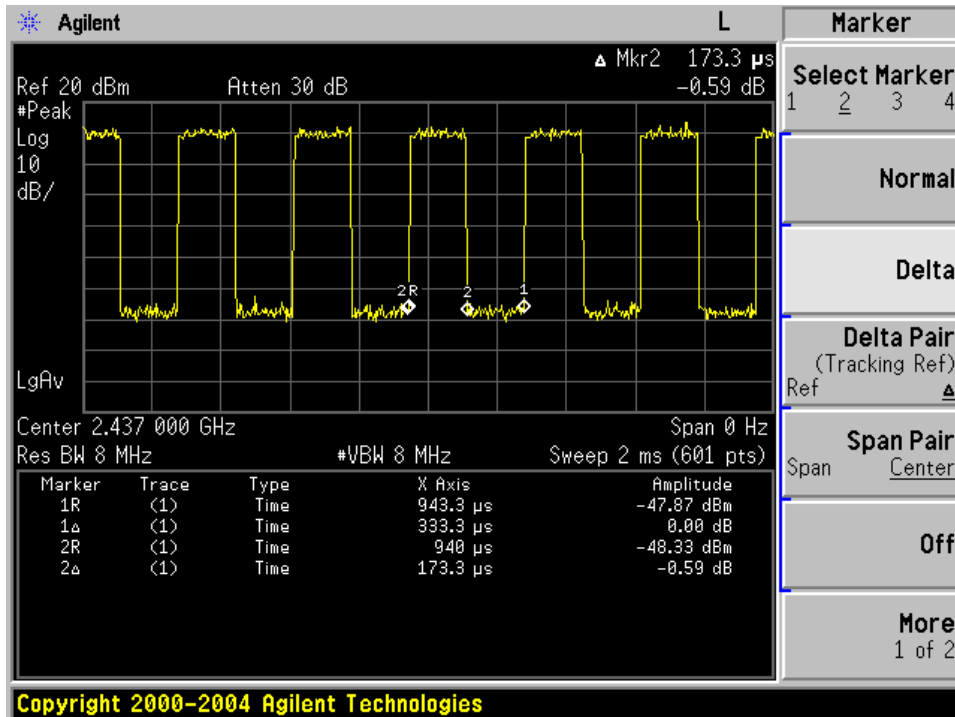 Agilent L
Δ Mkr2 173.3 µs
Ref 20 dBm Atten 30 dB -0.59 dB
#Peak
Log
10
dB/
2R 2 1
LgAv
Center 2.437 000 GHz Span 0 Hz
Res BW 8 MHz #VBW 8 MHz Sweep 2 ms (601 pts)
Marker Trace Type X Axis Amplitude
1R (1) Time 943.3 µs -47.87 dBm
1Δ (1) Time 333.3 µs 0.00 dB
2R (1) Time 940 µs -48.33 dBm
2Δ (1) Time 173.3 µs -0.59 dB
Marker
Select Marker
1 2 3 4
Normal
Delta
Delta Pair
(Tracking Ref)
Ref Δ
Span Pair
Span Center
Off
More
1 of 2
Copyright 2000-2004 Agilent Technologies